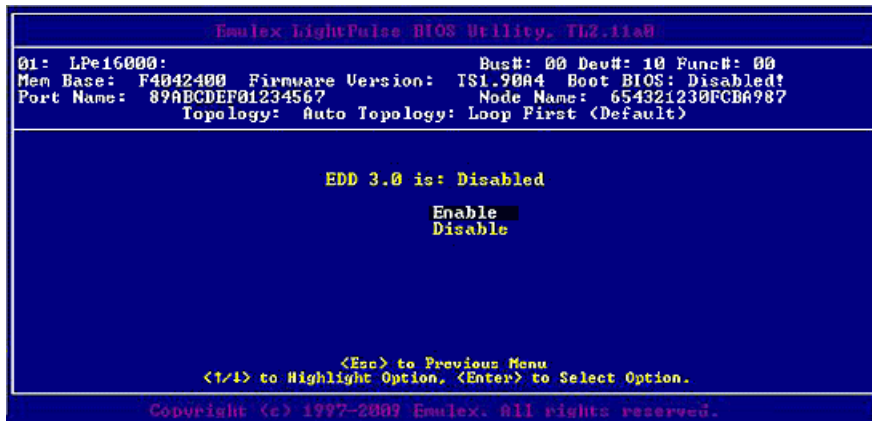 Emulex LightPulse BIOS Utility, TL2.11a0
01: LPe16000: Bus#: 00 Dev#: 10 Func#: 00
Mem Base: F4042400 Firmware Version: TS1.90A4 Boot BIOS: Disabled!
Port Name: 89ABCDEF01234567 Node Name: 654321230FCBA987
Topology: Auto Topology: Loop First (Default)
EDD 3.0 is: Disabled
Enable
Disable
<Esc> to Previous Menu
<↑/↓> to Highlight Option, <Enter> to Select Option.
Copyright (c) 1997-2009 Emulex. All rights reserved.